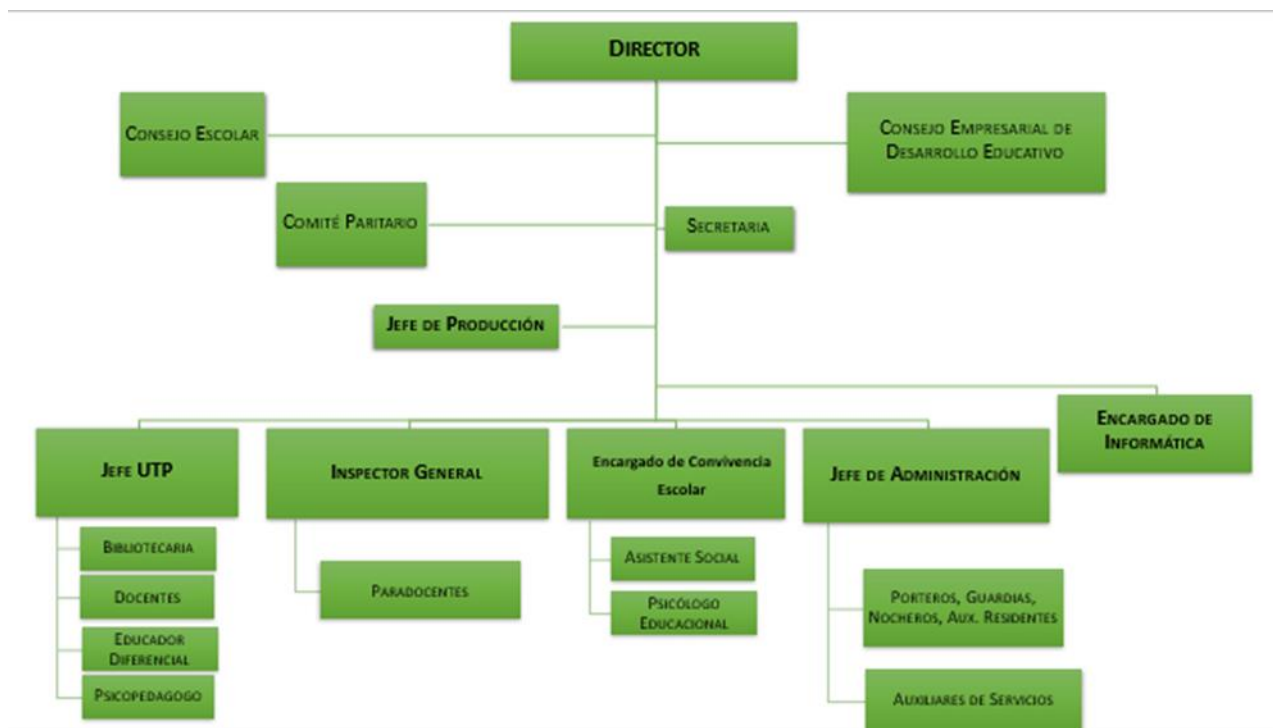 DIRECTOR
CONSEJO ESCOLAR
CONSEJO EMPRESARIAL DE
DESARROLLO EDUCATIVO
COMITÉ PARITARIO
SECRETARIA
JEFE DE PRODUCCIÓN
ENCARGADO DE
INFORMÁTICA
JEFE UTP
INSPECTOR GENERAL
Encargado de Convivencia
Escolar
JEFE DE ADMINISTRACIÓN
BIBLIOTECARIA
DOCENTES
EDUCADOR
DIFERENCIAL
PSICOPEDAGOGO
PARADOCENTES
ASISTENTE SOCIAL
PSICÓLOGO
EDUCACIONAL
PORTEROS, GUARDIAS,
NOCHEROS, AUX. RESIDENTES
AUXILIARES DE SERVICIOS